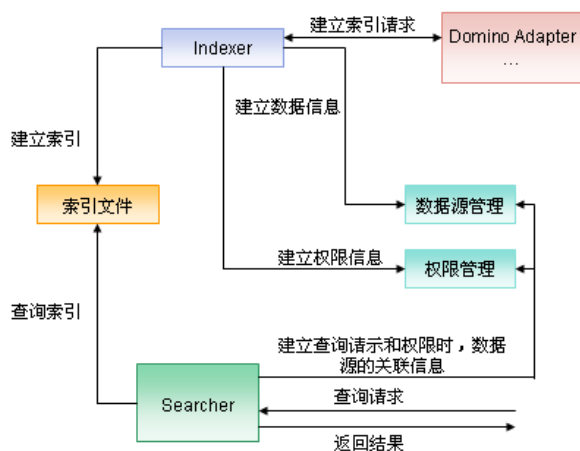 建立索引请求
Indexer
Domino Adapter
...
建立数据信息
建立索引
索引文件
数据源管理
建立权限信息
权限管理
查询索引
建立查询请示和权限时，数据
源的关联信息
Searcher
查询请求
返回结果